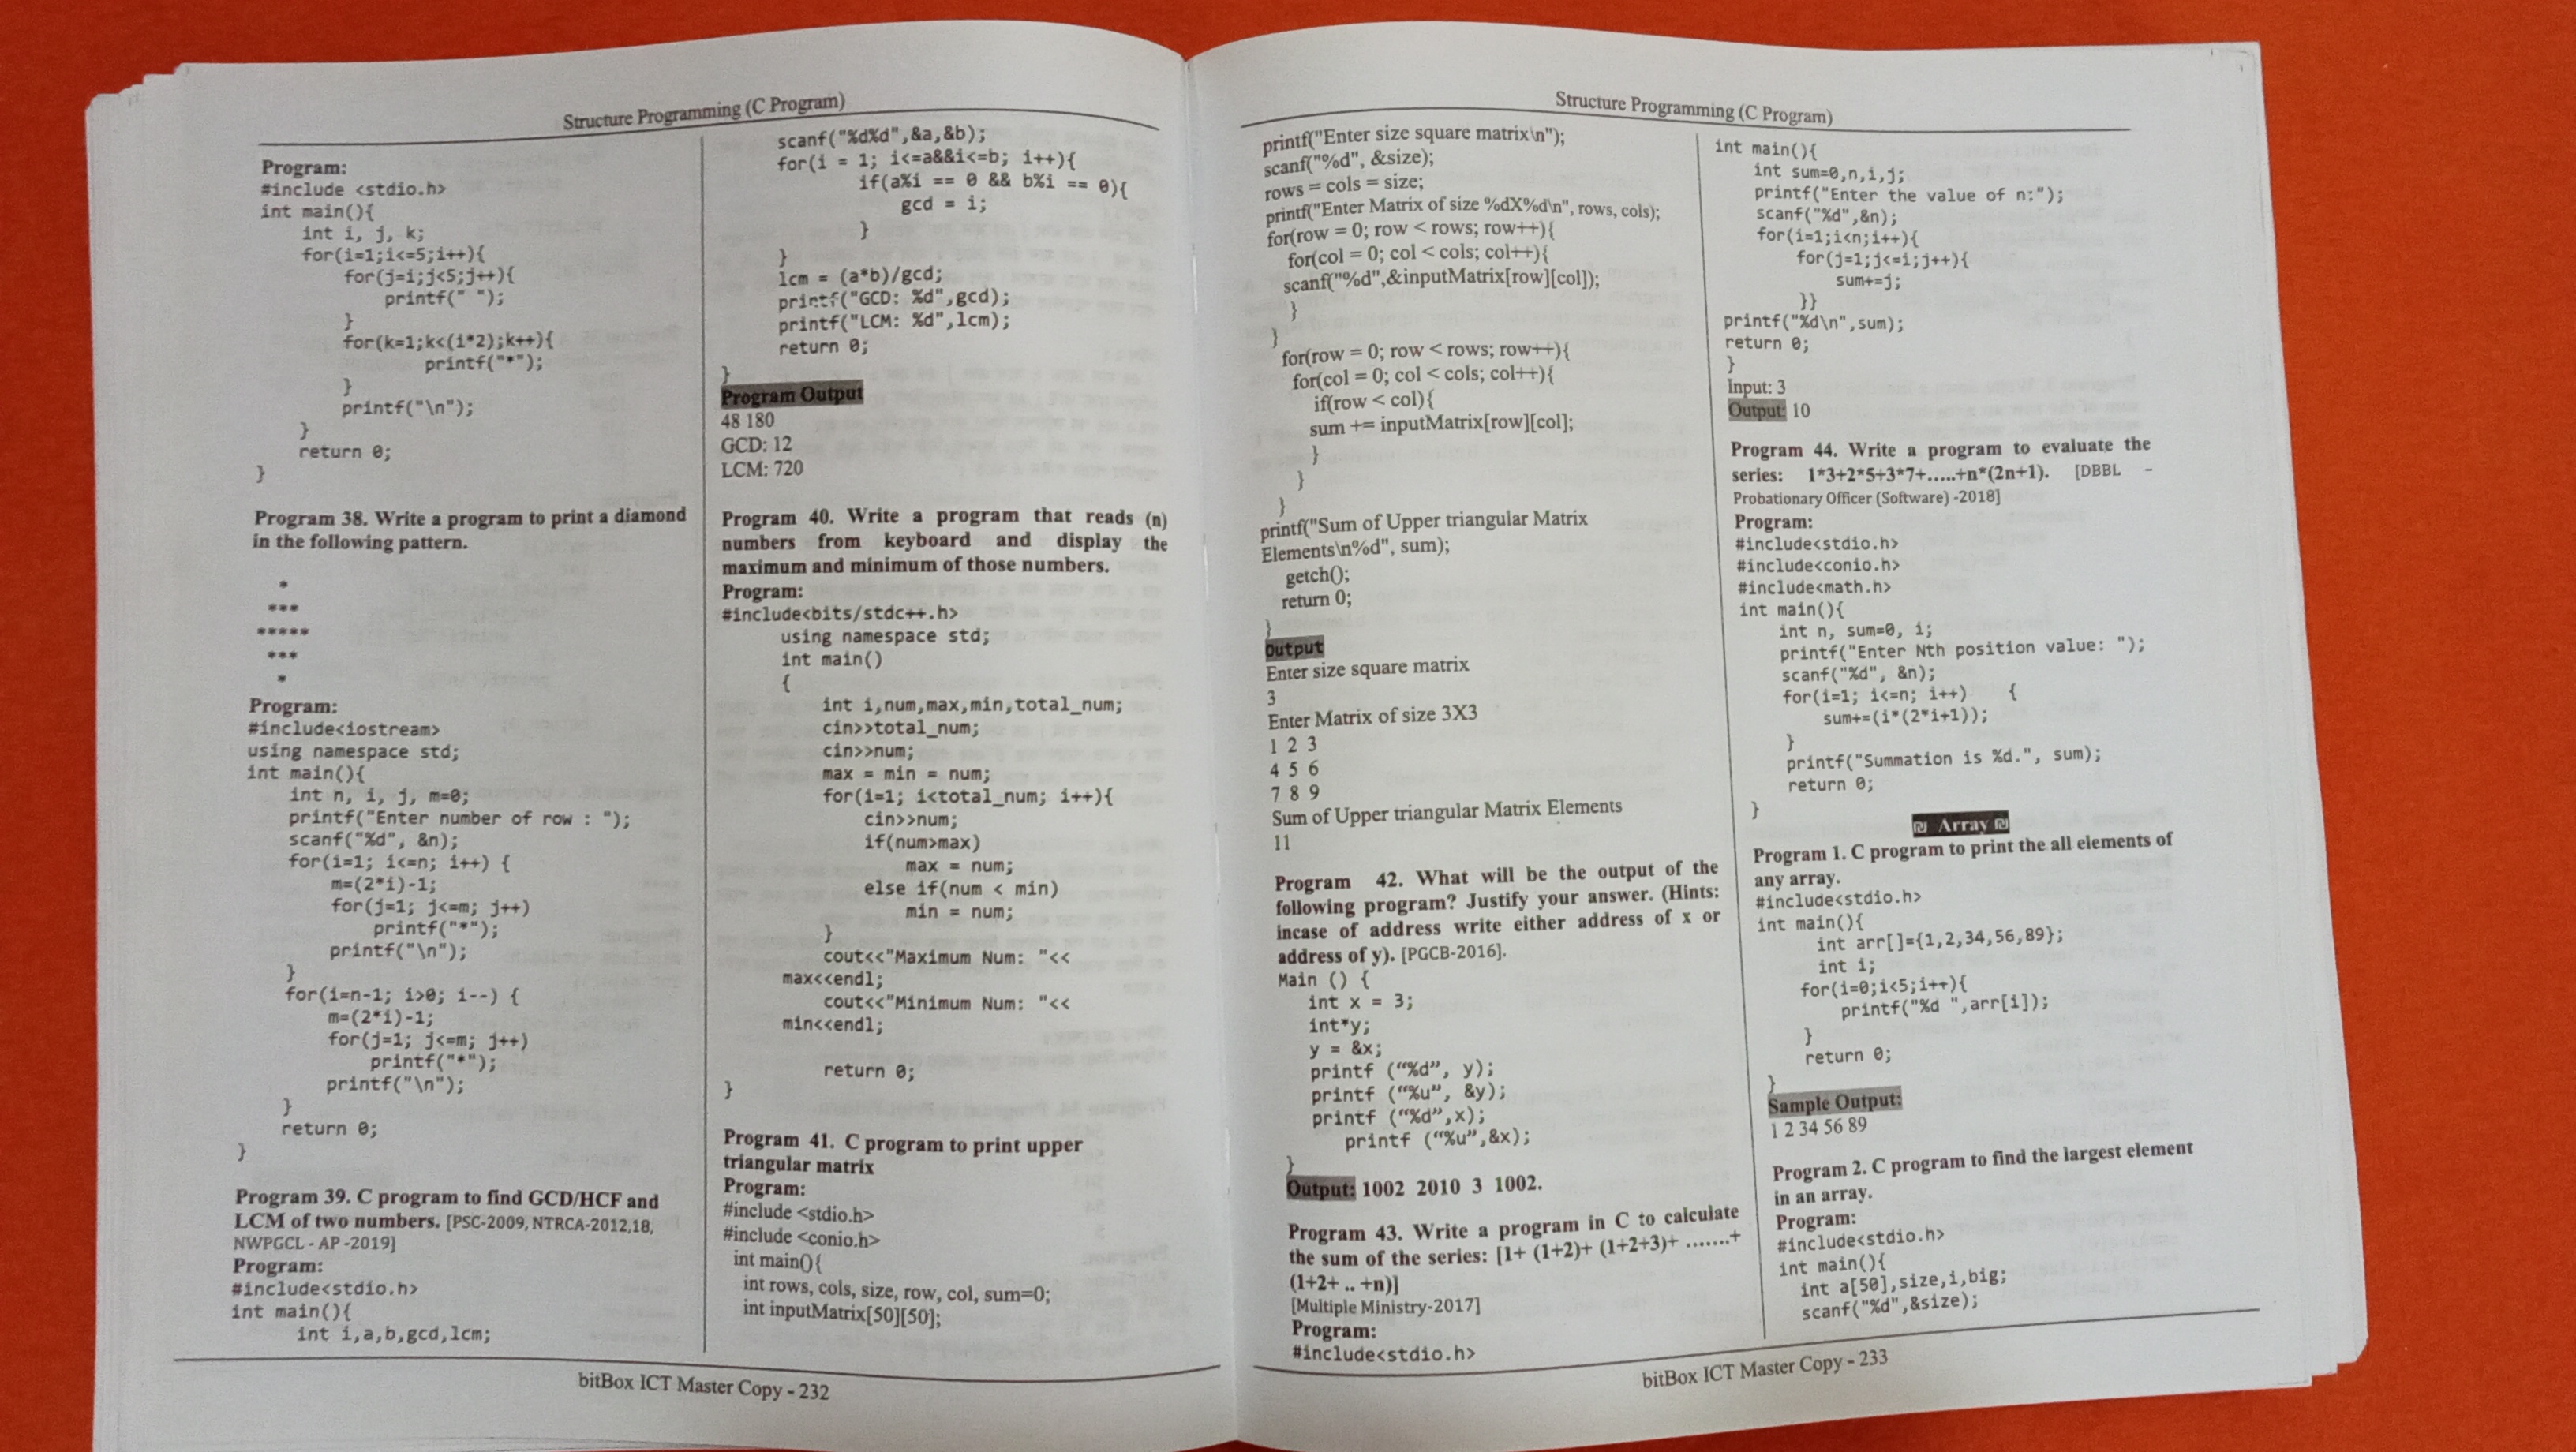 Structure Programming (C Program)
Program:
#include <stdio.h>
int main(){
int i, j, k;
for(i=1;i<=5;i++){
for(j=i;j<5;j++){
printf(" ");
}
for(k=1;k<(i*2);k++){
printf("*");
}
printf("\n");
}
return 0;
}
Program 38. Write a program to print a diamond
in the following pattern.
*
***
*****
***
*
Program:
#include<iostream>
using namespace std;
int main(){
int n, i, j, m=0;
printf("Enter number of row : ");
scanf("%d", &n);
for(i=1; i<=n; i++) {
m=(2*i)-1;
for(j=1; j<=m; j++)
printf("*");
printf("\n");
}
for(i=n-1; i>0; i--) {
m=(2*i)-1;
for(j=1; j<=m; j++)
printf("*");
printf("\n");
}
return 0;
}
Program 39. C program to find GCD/HCF and
LCM of two numbers. [PSC-2009, NTRCA-2012,18,
NWPGCL - AP -2019]
Program:
#include<stdio.h>
int main(){
int i,a,b,gcd,lcm;
scanf("%d%d",&a,&b);
for(i = 1; i<=a&&i<=b; i++){
if(a%i == 0 && b%i == 0){
gcd = i;
}
}
lcm = (a*b)/gcd;
printf("GCD: %d",gcd);
printf("LCM: %d",lcm);
return 0;
}
Program Output
48 180
GCD: 12
LCM: 720
Program 40. Write a program that reads (n)
numbers from keyboard and display the
maximum and minimum of those numbers.
Program:
#include<bits/stdc++.h>
using namespace std;
int main()
{
int i,num,max,min,total_num;
cin>>total_num;
cin>>num;
max = min = num;
for(i=1; i<total_num; i++){
cin>>num;
if(num>max)
max = num;
else if(num < min)
min = num;
}
cout<<"Maximum Num: "<<
max<<endl;
cout<<"Minimum Num: "<<
min<<endl;
return 0;
}
Program 41. C program to print upper
triangular matrix
Program:
#include <stdio.h>
#include <conio.h>
int main(){
int rows, cols, size, row, col, sum=0;
int inputMatrix[50][50];
bitBox ICT Master Copy - 232
Structure Programming (C Program)
printf("Enter size square matrix\n");
scanf("%d", &size);
rows = cols = size;
printf("Enter Matrix of size %dX%d\n", rows, cols);
for(row = 0; row < rows; row++){
for(col = 0; col < cols; col++){
scanf("%d",&inputMatrix[row][col]);
}
}
for(row = 0; row < rows; row++){
for(col = 0; col < cols; col++){
if(row < col){
sum += inputMatrix[row][col];
}
}
}
printf("Sum of Upper triangular Matrix
Elements\n%d", sum);
getch();
return 0;
}
Output
Enter size square matrix
3
Enter Matrix of size 3X3
1 2 3
4 5 6
7 8 9
Sum of Upper triangular Matrix Elements
11
Program 42. What will be the output of the
following program? Justify your answer. (Hints:
incase of address write either address of x or
address of y). [PGCB-2016].
Main () {
int x = 3;
int*y;
y = &x;
printf (“%d”, y);
printf (“%u”, &y);
printf (“%d”,x);
printf (“%u”,&x);
}
Output: 1002 2010 3 1002.
Program 43. Write a program in C to calculate
the sum of the series: [1+ (1+2)+ (1+2+3)+ .......+
(1+2+ .. +n)]
[Multiple Ministry-2017]
Program:
#include<stdio.h>
int main(){
int sum=0,n,i,j;
printf("Enter the value of n:");
scanf("%d",&n);
for(i=1;i<n;i++){
for(j=1;j<=i;j++){
sum+=j;
}}
printf("%d\n",sum);
return 0;
}
Input: 3
Output: 10
Program 44. Write a program to evaluate the
series: 1*3+2*5+3*7+.....+n*(2n+1). [DBBL -
Probationary Officer (Software) -2018]
Program:
#include<stdio.h>
#include<conio.h>
#include<math.h>
int main(){
int n, sum=0, i;
printf("Enter Nth position value: ");
scanf("%d", &n);
for(i=1; i<=n; i++) {
sum+=(i*(2*i+1));
}
printf("Summation is %d.", sum);
return 0;
}
Array
Program 1. C program to print the all elements of
any array.
#include<stdio.h>
int main(){
int arr[]={1,2,34,56,89};
int i;
for(i=0;i<5;i++){
printf("%d ",arr[i]);
}
return 0;
}
Sample Output:
1 2 34 56 89
Program 2. C program to find the largest element
in an array.
Program:
#include<stdio.h>
int main(){
int a[50],size,i,big;
scanf("%d",&size);
bitBox ICT Master Copy - 233